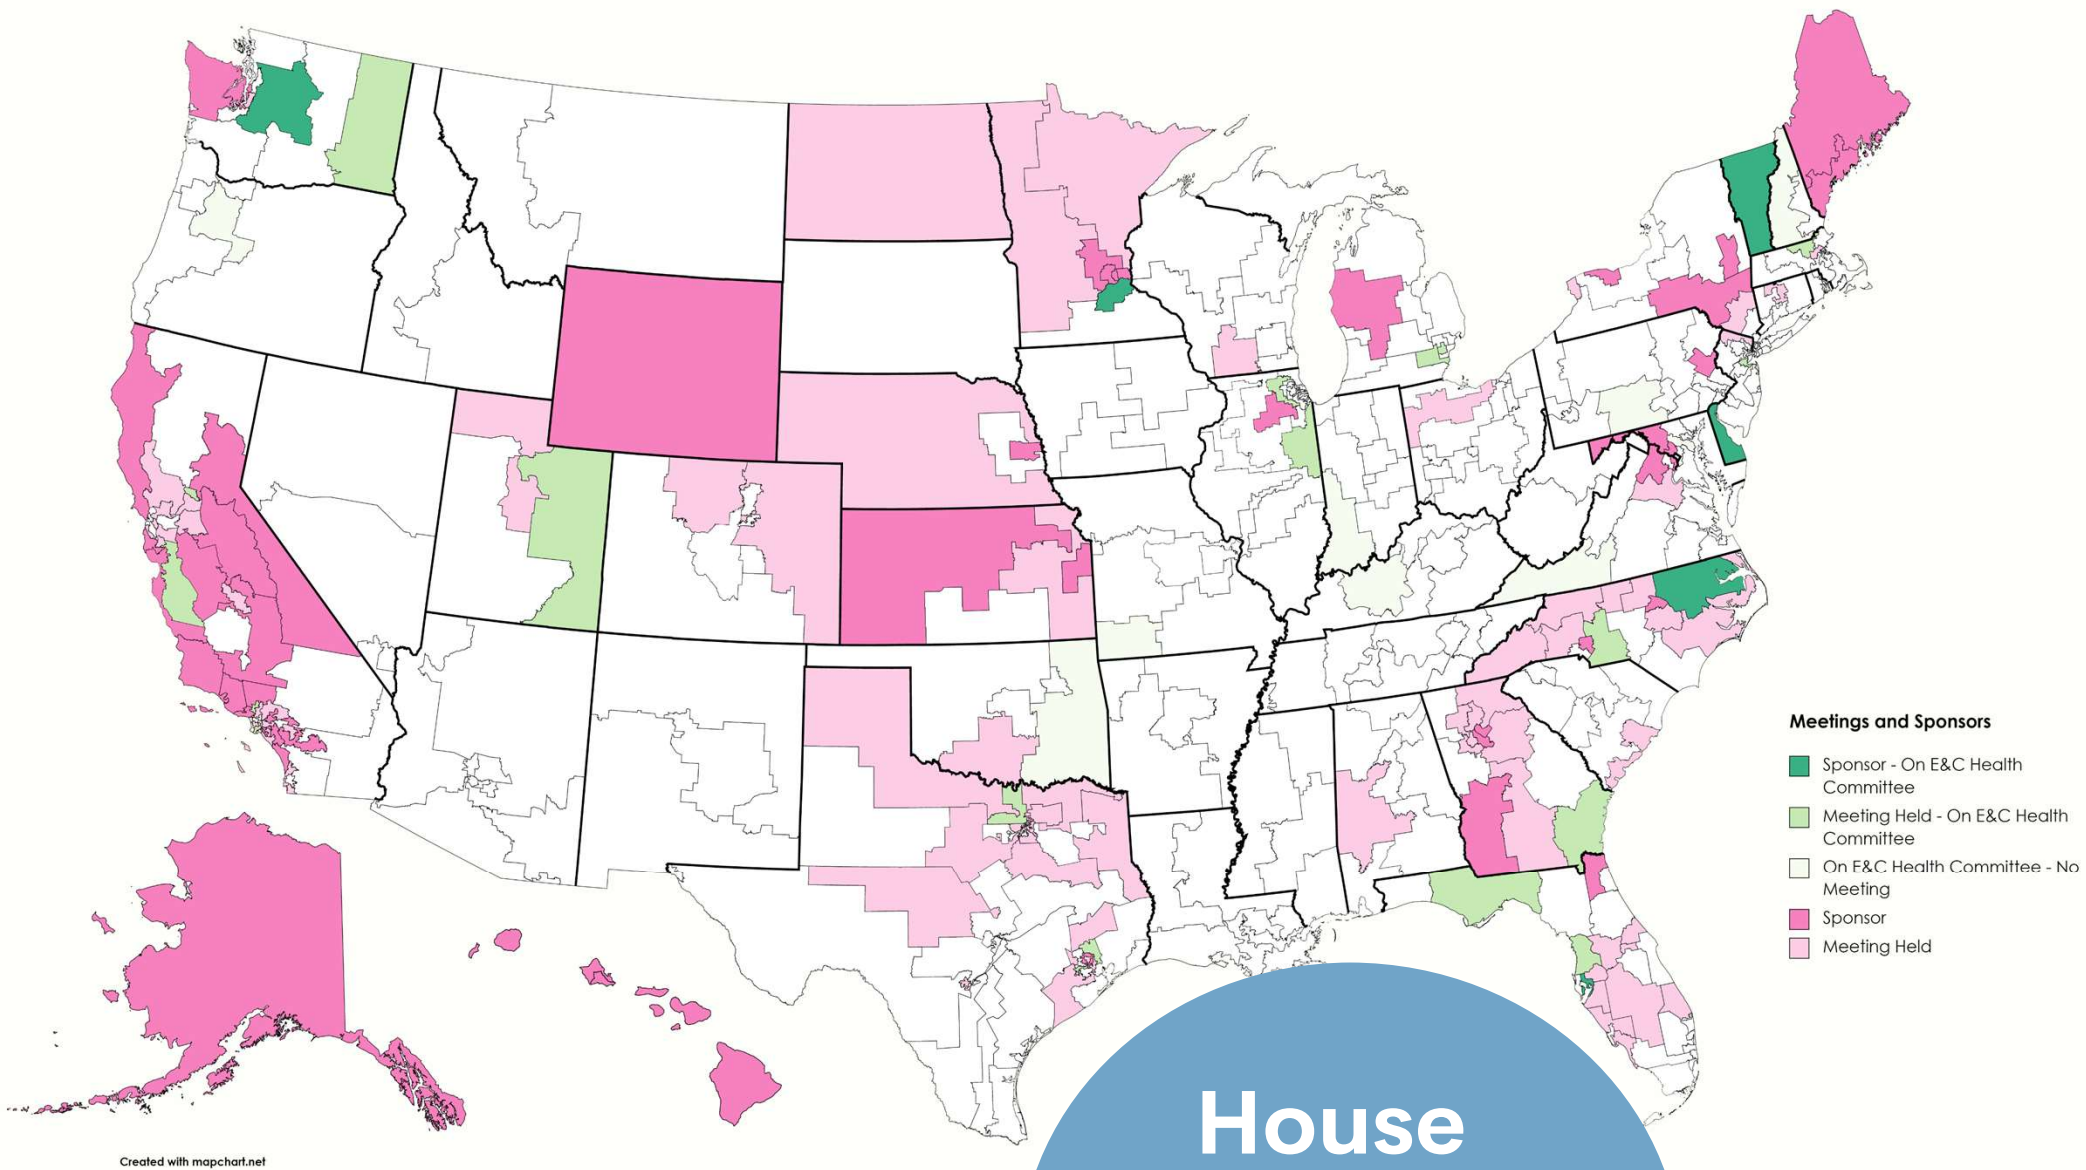 Meetings and Sponsors
Sponsor - On E&C Health
Committee
Meeting Held - On E&C Health
Committee
On E&C Health Committee - No
Meeting
Sponsor
Meeting Held
House
Created with mapchart.net